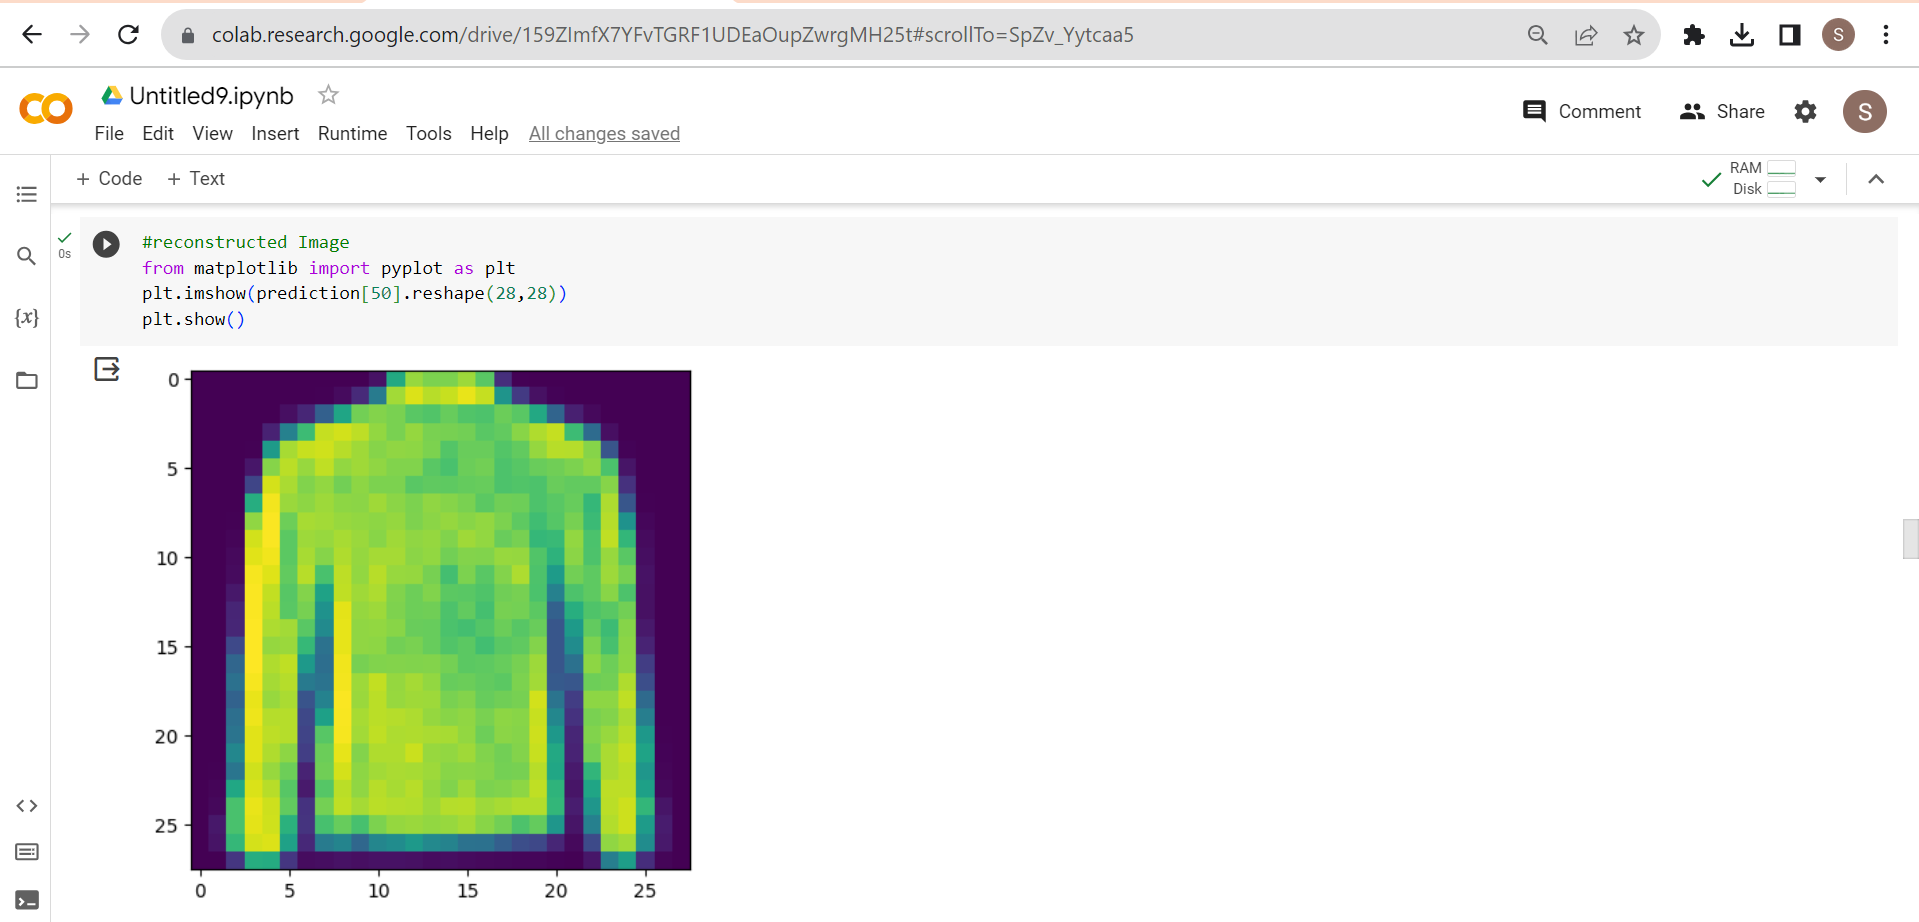 colab.research.google.com/drive/159ZlmfX7YFvTGRF1UDEaOupZwrgMH25t#scrollTo=SpZv_Yytcaa5
S
CO
Untitled9.ipynb
File Edit View Insert Runtime Tools Help All changes saved
Comment Share S
+ Code + Text
RAM
Disk
0s
#reconstructed Image
from matplotlib import pyplot as plt
plt.imshow(prediction[50].reshape(28,28))
plt.show()
{x}
0
5
10
15
20
25
0 5 10 15 20 25